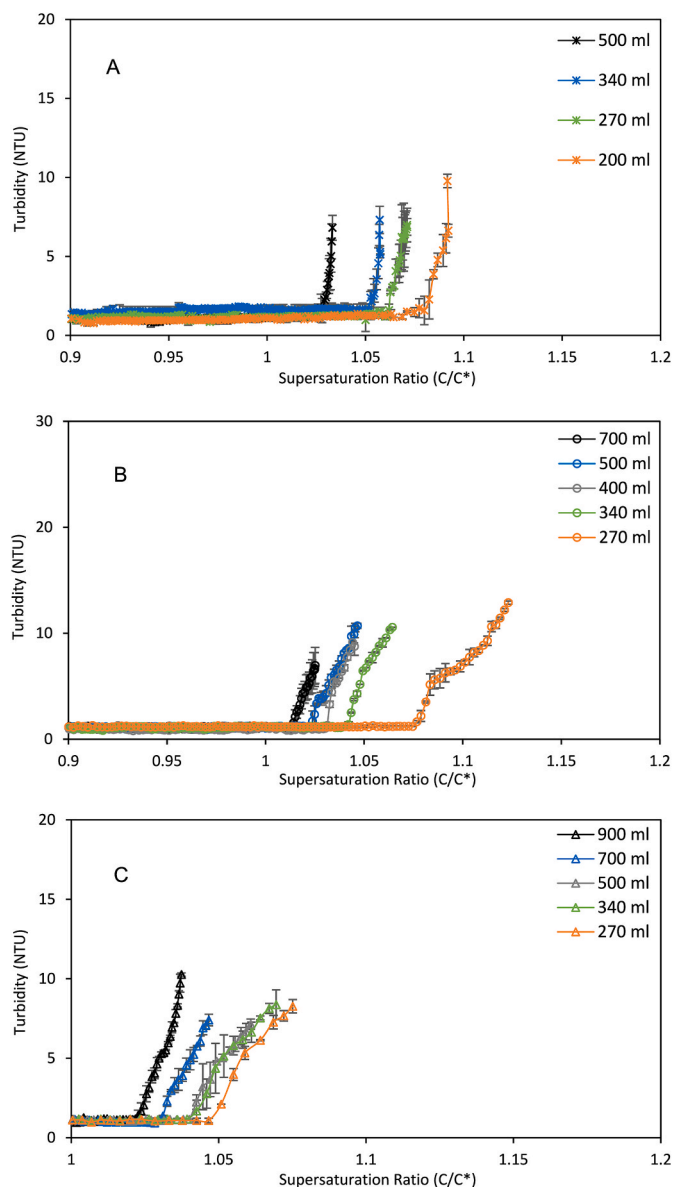 A
500 ml
340 ml
270 ml
200 ml
Turbidity (NTU)
20
15
10
5
0
0.9 0.95 1 1.05 1.1 1.15 1.2
Supersaturation Ratio (C/C*)
B
700 ml
500 ml
400 ml
340 ml
270 ml
Turbidity (NTU)
30
20
10
0
0.9 0.95 1 1.05 1.1 1.15 1.2
Supersaturation Ratio (C/C*)
C
900 ml
700 ml
500 ml
340 ml
270 ml
Turbidity (NTU)
20
15
10
5
0
1 1.05 1.1 1.15 1.2
Supersaturation Ratio (C/C*)